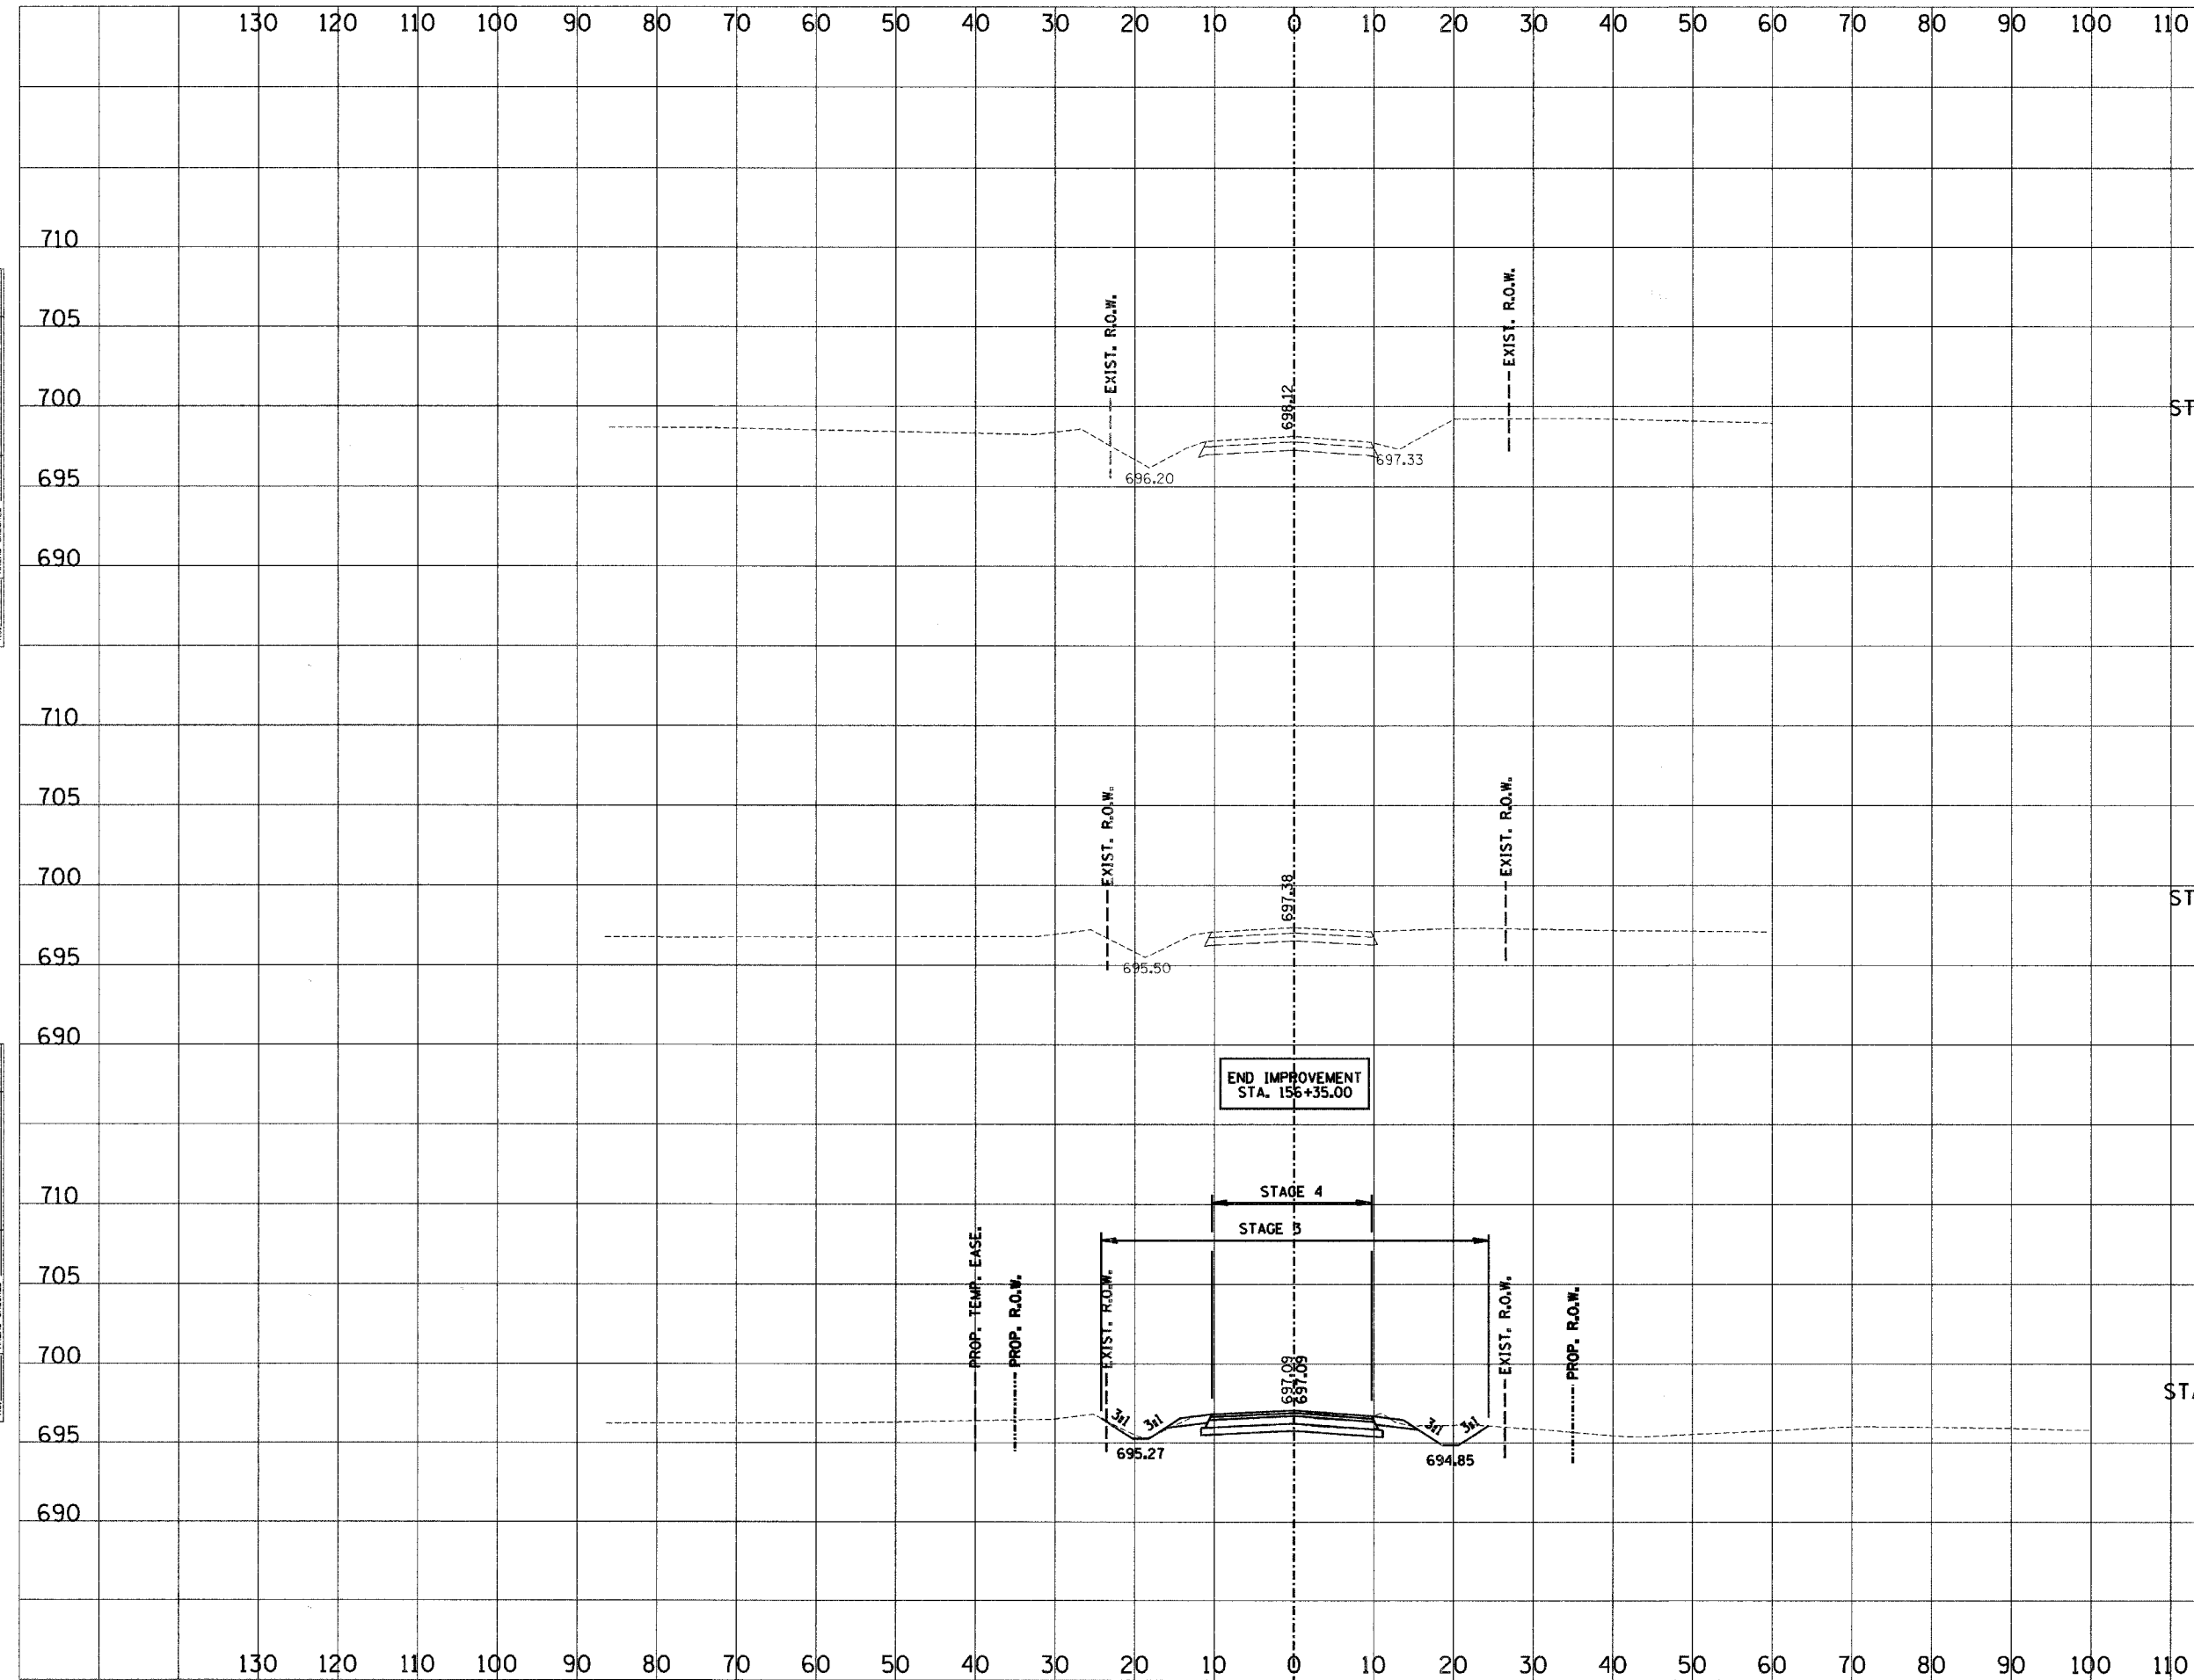 130 120 110 100 90 80 70 60 50 40 30 20 10 0 10 20 30 40 50 60 70 80 90 100 110
710
705
EXIST. R.O.W.
EXIST. R.O.W.
700
698.12
ST
697.33
696.20
695
690
710
705
EXIST. R.O.W.
EXIST. R.O.W.
700
697.38
ST
695.50
695
690
END IMPROVEMENT
STA. 156+35.00
710
STAGE 4
STAGE 3
705
PROP. TEMP. EASE.
PROP. R.O.W.
EXIST. R.O.W.
EXIST. R.O.W.
PROP. R.O.W.
700
697.09
697.09
STA
3:1
3:1
3:1
3:1
695
695.27
694.85
690
130 120 110 100 90 80 70 60 50 40 30 20 10 0 10 20 30 40 50 60 70 80 90 100 110